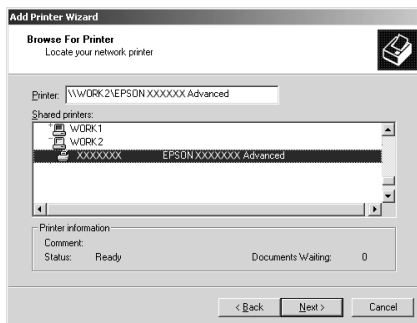 Add Printer Wizard
Browse For Printer
Locate your network printer
Printer: \\WORK2\EPSON XXXXXX Advanced
Shared printers:
WORK1
WORK2
XXXXXXX EPSON XXXXXX Advanced
Printer information
Comment:
Status: Ready Documents Waiting: 0
< Back Next > Cancel